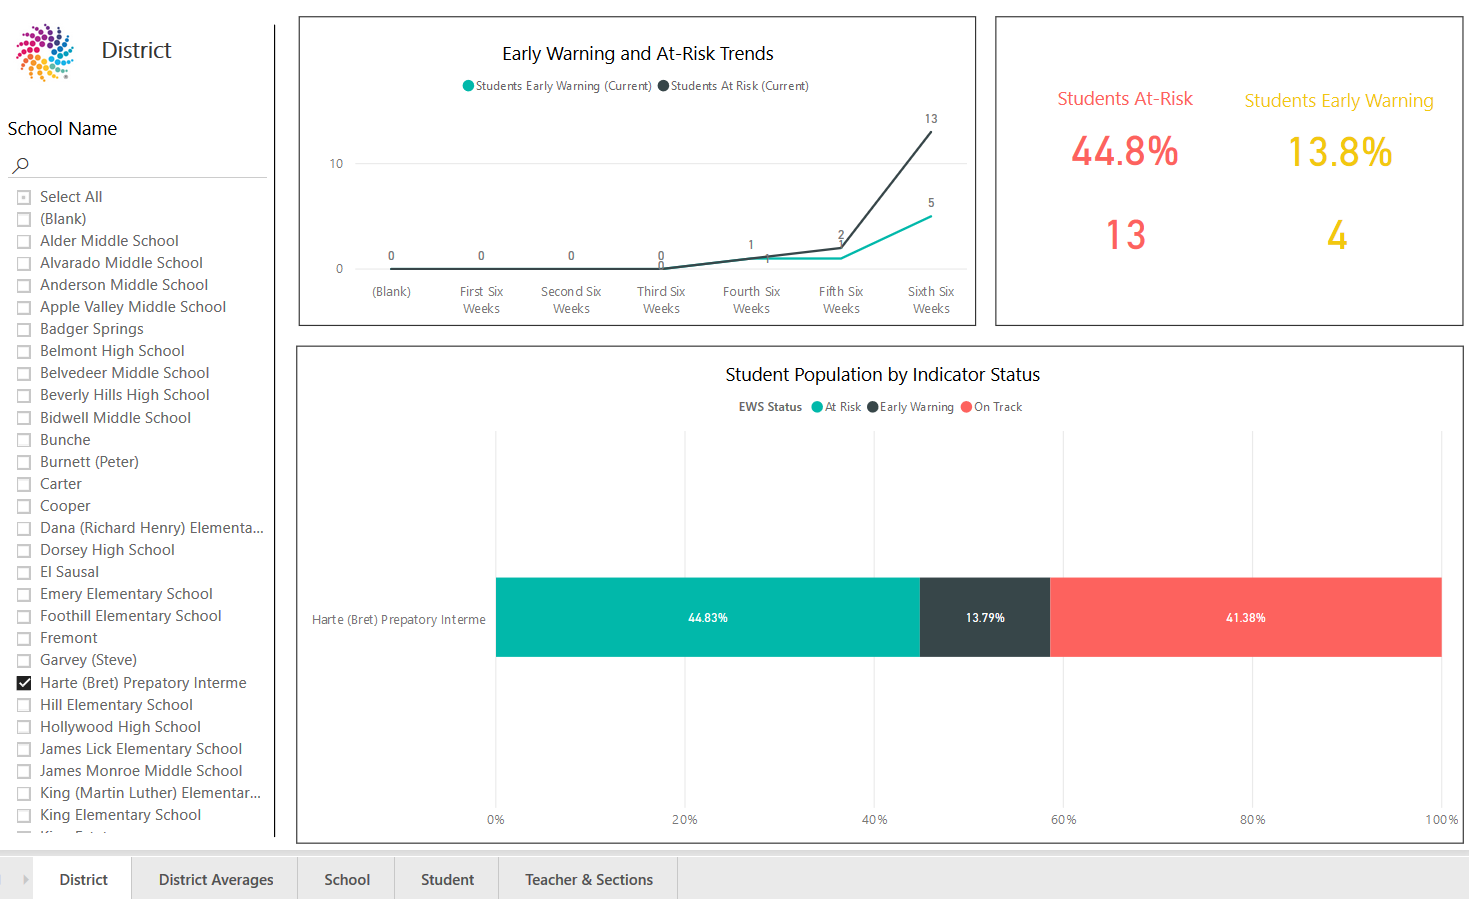 District
School Name
Select All
(Blank)
Alder Middle School
Alvarado Middle School
Anderson Middle School
Apple Valley Middle School
Badger Springs
Belmont High School
Belvedeer Middle School
Beverly Hills High School
Bidwell Middle School
Bunche
Burnett (Peter)
Carter
Cooper
Dana (Richard Henry) Elementa...
Dorsey High School
El Sausal
Emery Elementary School
Foothill Elementary School
Fremont
Garvey (Steve)
Harte (Bret) Prepatory Interme
Hill Elementary School
Hollywood High School
James Lick Elementary School
James Monroe Middle School
King (Martin Luther) Elementar...
King Elementary School
Early Warning and At-Risk Trends
Students Early Warning (Current) Students At Risk (Current)
13
10
5
2
1
1
1
0 0 0 0
0
0
(Blank) First Six Weeks Second Six Weeks Third Six Weeks Fourth Six Weeks Fifth Six Weeks Sixth Six Weeks
Students At-Risk Students Early Warning
44.8% 13.8%
13 4
Student Population by Indicator Status
EWS Status At Risk Early Warning On Track
Harte (Bret) Prepatory Interme 44.83% 13.79% 41.38%
0% 20% 40% 60% 80% 100%
District District Averages School Student Teacher & Sections